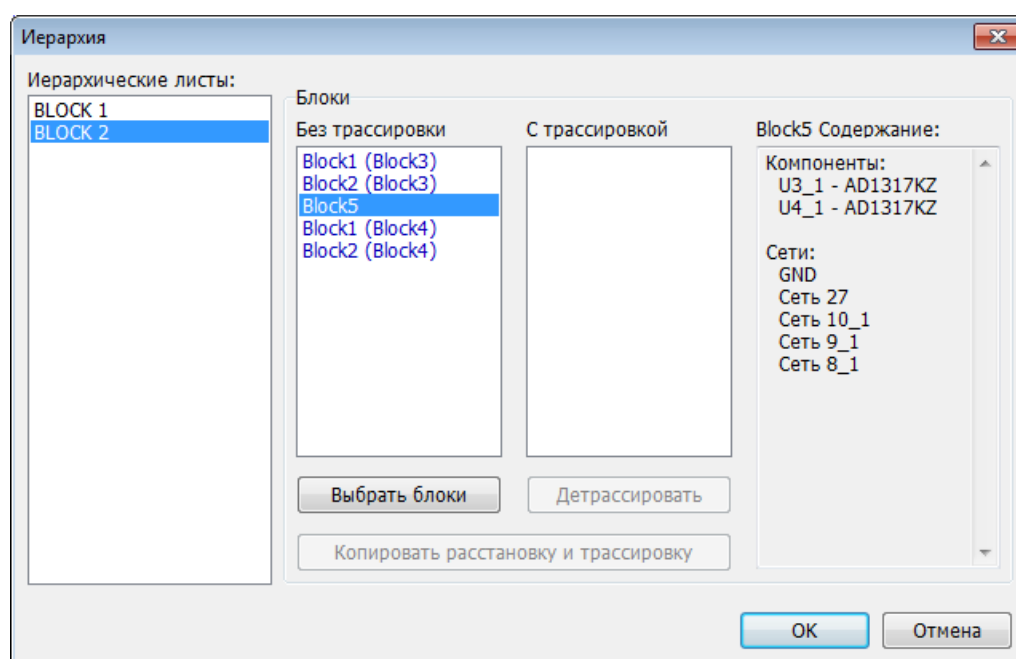 Иерархия
Иерархические листы:
BLOCK 1
BLOCK 2
Блоки
Без трассировки
Block1 (Block3)
Block2 (Block3)
Block5
Block1 (Block4)
Block2 (Block4)
С трассировкой
Block5 Содержание:
Компоненты:
U3_1 - AD1317KZ
U4_1 - AD1317KZ
Сети:
GND
Сеть 27
Сеть 10_1
Сеть 9_1
Сеть 8_1
Выбрать блоки
Детрассировать
Копировать расстановку и трассировку
OK
Отмена